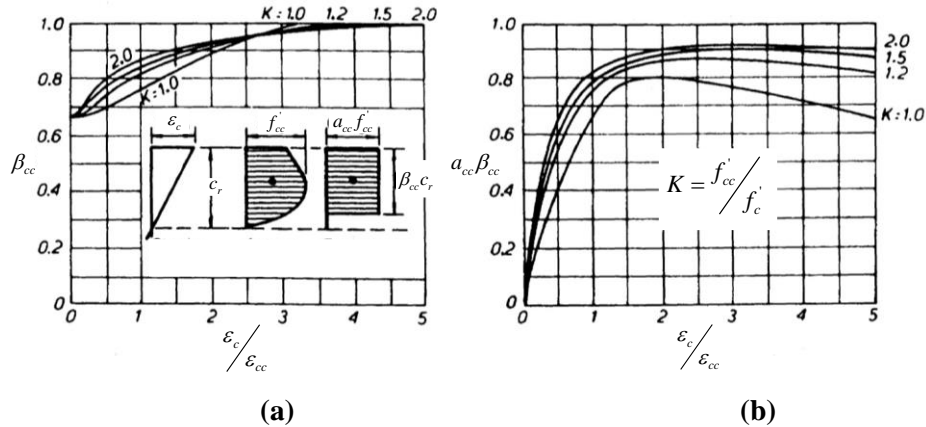 K=1.0 1.2 1.5 2.0
1.0
0.8
0.6
0.4
0.2
0
2.0
K:1.0
β_cc
ε_c
c_r
f'_cc
a_cc f'_cc
β_cc c_r
0 1 2 3 4 5
ε_c/ε_cc
(a)
1.0
0.8
0.6
0.4
0.2
0
a_cc β_cc
2.0
1.5
1.2
K:1.0
K = f'_cc/f'_c
0 1 2 3 4 5
ε_c/ε_cc
(b)